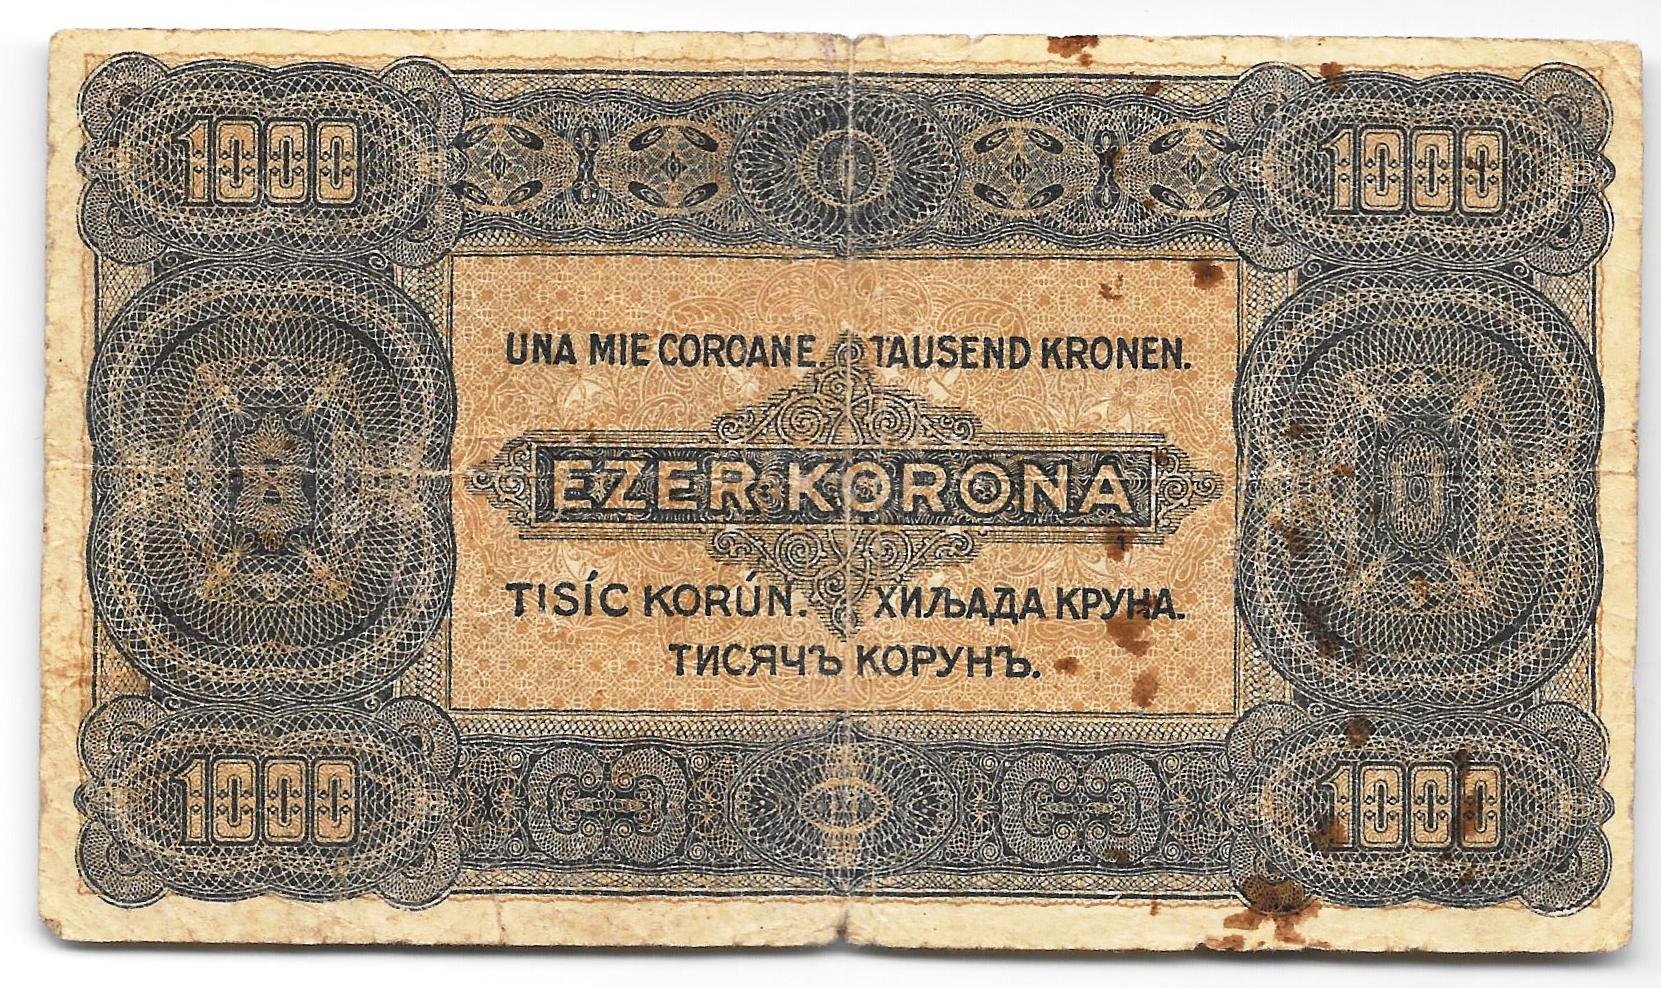 1000 1000
UNA MIE COROANE. TAUSEND KRONEN.
EZER KORONA
TISÍC KORÚN. ХИЉАДА КРУНА.
ТИСЯЧЪ КОРУНЪ.
1000 1000